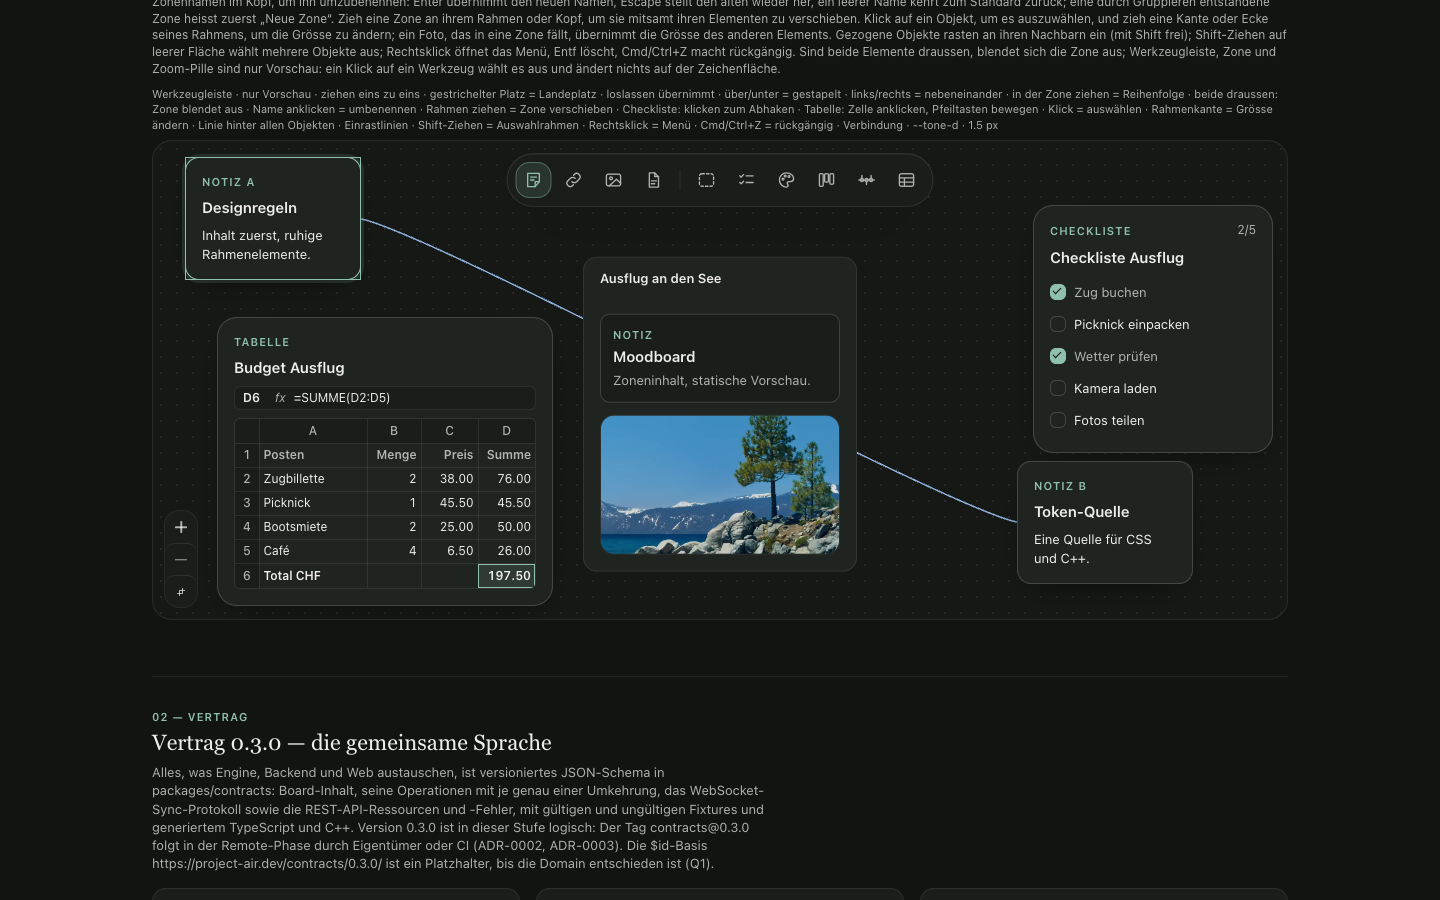 Zonennamen im Kopf, um ihn umzubenennen: Enter übernimmt den neuen Namen, Escape stellt den alten wieder her, ein leerer Name kehrt zum Standard zurück; eine durch Gruppieren entstandene
Zone heisst zuerst „Neue Zone“. Zieh eine Zone an ihrem Rahmen oder Kopf, um sie mitsamt ihren Elementen zu verschieben. Klick auf ein Objekt, um es auszuwählen, und zieh eine Kante oder Ecke
seines Rahmens, um die Grösse zu ändern; ein Foto, das in eine Zone fällt, übernimmt die Grösse des anderen Elements. Gezogene Objekte rasten an ihren Nachbarn ein (mit Shift frei); Shift-Ziehen auf
leerer Fläche wählt mehrere Objekte aus; Rechtsklick öffnet das Menü, Entf löscht, Cmd/Ctrl+Z macht rückgängig. Sind beide Elemente draussen, blendet sich die Zone aus; Werkzeugleiste, Zone und
Zoom-Pille sind nur Vorschau: ein Klick auf ein Werkzeug wählt es aus und ändert nichts auf der Zeichenfläche.
Werkzeugleiste · nur Vorschau · ziehen eins zu eins · gestrichelter Platz = Landeplatz · loslassen übernimmt · über/unter = gestapelt · links/rechts = nebeneinander · in der Zone ziehen = Reihenfolge · beide draussen:
Zone blendet aus · Name anklicken = umbenennen · Rahmen ziehen = Zone verschieben · Checkliste: klicken zum Abhaken · Tabelle: Zelle anklicken, Pfeiltasten bewegen · Klick = auswählen · Rahmenkante = Grösse
ändern · Linie hinter allen Objekten · Einrastlinien · Shift-Ziehen = Auswahlrahmen · Rechtsklick = Menü · Cmd/Ctrl+Z = rückgängig · Verbindung · --tone-d · 1.5 px
NOTIZ A
Designregeln
Inhalt zuerst, ruhige
Rahmenelemente.
TABELLE
Budget Ausflug
D6 fx =SUMME(D2:D5)
A B C D
1 Posten Menge Preis Summe
2 Zugbillette 2 38.00 76.00
3 Picknick 1 45.50 45.50
4 Bootsmiete 2 25.00 50.00
5 Café 4 6.50 26.00
6 Total CHF 197.50
Ausflug an den See
NOTIZ
Moodboard
Zoneninhalt, statische Vorschau.
CHECKLISTE 2/5
Checkliste Ausflug
Zug buchen
Picknick einpacken
Wetter prüfen
Kamera laden
Fotos teilen
NOTIZ B
Token-Quelle
Eine Quelle für CSS
und C++.
02 — VERTRAG
Vertrag 0.3.0 — die gemeinsame Sprache
Alles, was Engine, Backend und Web austauschen, ist versioniertes JSON-Schema in
packages/contracts: Board-Inhalt, seine Operationen mit je genau einer Umkehrung, das WebSocket-
Sync-Protokoll sowie die REST-API-Ressourcen und -Fehler, mit gültigen und ungültigen Fixtures und
generiertem TypeScript und C++. Version 0.3.0 ist in dieser Stufe logisch: Der Tag contracts@0.3.0
folgt in der Remote-Phase durch Eigentümer oder CI (ADR-0002, ADR-0003). Die $id-Basis
https://project-air.dev/contracts/0.3.0/ ist ein Platzhalter, bis die Domain entschieden ist (Q1).